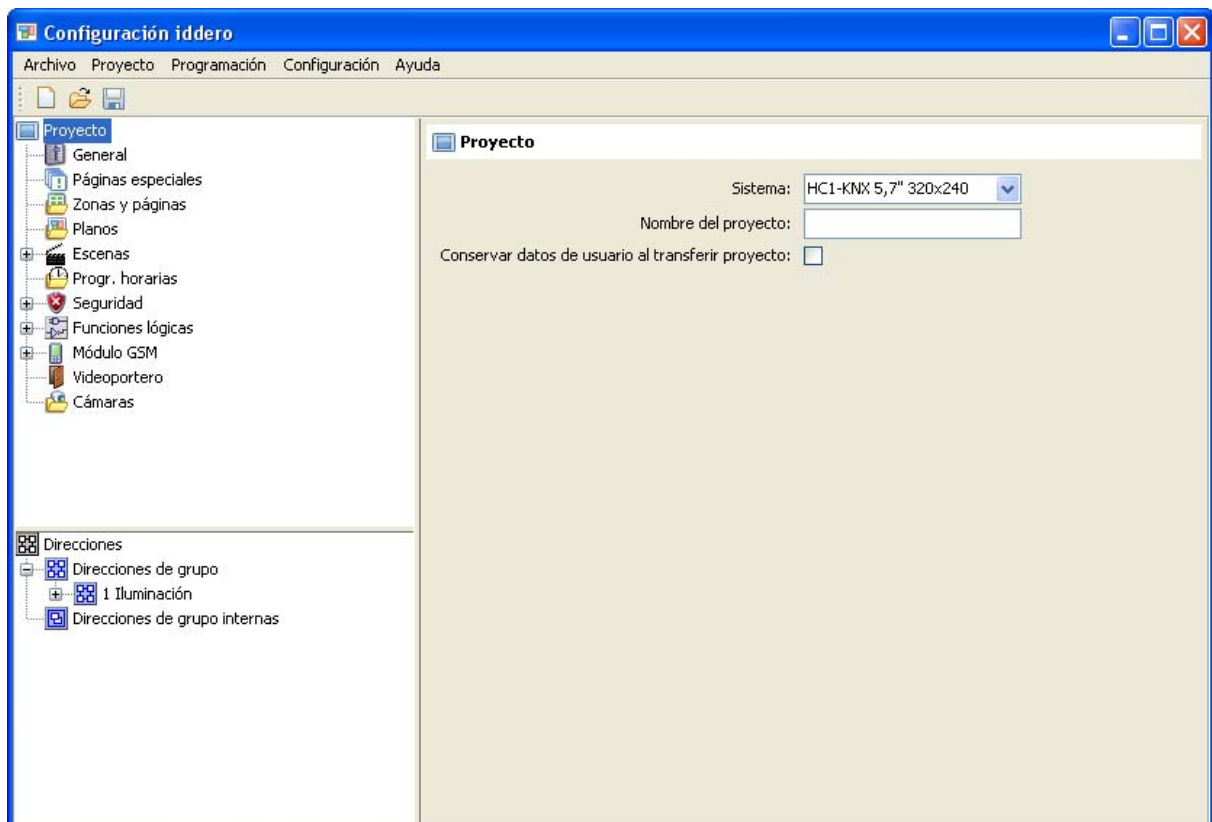 Configuración iddero
Archivo Proyecto Programación Configuración Ayuda
Proyecto
General
Páginas especiales
Zonas y páginas
Planos
Escenas
Progr. horarias
Seguridad
Funciones lógicas
Módulo GSM
Videoportero
Cámaras
Direcciones
Direcciones de grupo
1 Iluminación
Direcciones de grupo internas
Proyecto
Sistema: HC1-KNX 5,7" 320x240
Nombre del proyecto:
Conservar datos de usuario al transferir proyecto: